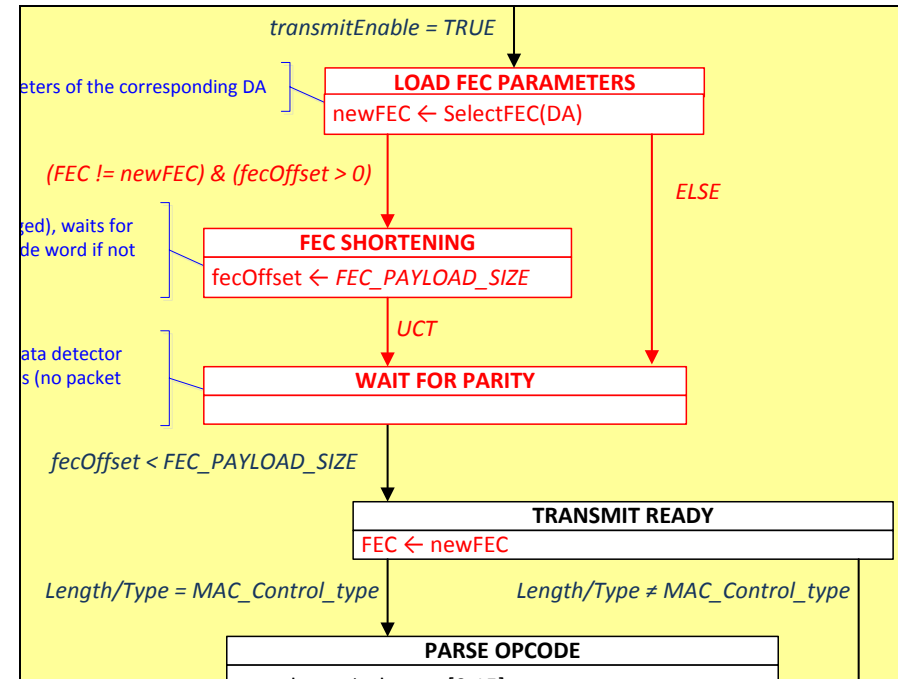 transmitEnable = TRUE
LOAD FEC PARAMETERS
eters of the corresponding DA
newFEC ← SelectFEC(DA)
(FEC != newFEC) & (fecOffset > 0)
ELSE
ged), waits for
de word if not
FEC SHORTENING
fecOffset ← FEC_PAYLOAD_SIZE
UCT
ata detector
s (no packet
WAIT FOR PARITY
fecOffset < FEC_PAYLOAD_SIZE
TRANSMIT READY
FEC ← newFEC
Length/Type = MAC_Control_type
Length/Type ≠ MAC_Control_type
PARSE OPCODE